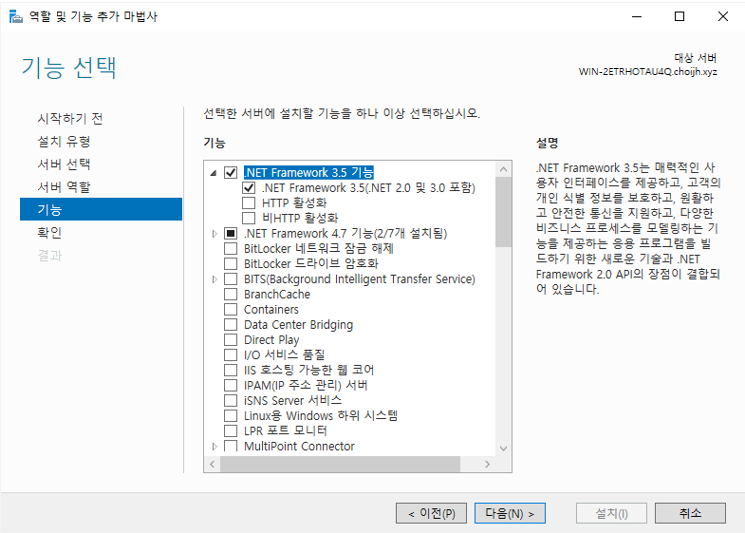 역할 및 기능 추가 마법사
기능 선택
대상 서버
WIN-2ETRHOTAU4Q.choijh.xyz
시작하기 전
설치 유형
서버 선택
서버 역할
기능
확인
결과
선택한 서버에 설치할 기능을 하나 이상 선택하십시오.
기능
.NET Framework 3.5 기능
.NET Framework 3.5(.NET 2.0 및 3.0 포함)
HTTP 활성화
비HTTP 활성화
.NET Framework 4.7 기능(2/7개 설치됨)
BitLocker 네트워크 잠금 해제
BitLocker 드라이브 암호화
BITS(Background Intelligent Transfer Service)
BranchCache
Containers
Data Center Bridging
Direct Play
I/O 서비스 품질
IIS 호스팅 가능한 웹 코어
IPAM(IP 주소 관리) 서버
iSNS Server 서비스
Linux용 Windows 하위 시스템
LPR 포트 모니터
MultiPoint Connector
설명
.NET Framework 3.5는 매력적인 사
용자 인터페이스를 제공하고, 고객의
개인 식별 정보를 보호하고, 원활하
고 안전한 통신을 지원하고, 다양한
비즈니스 프로세스를 모델링하는 기
능을 제공하는 응용 프로그램을 빌
드하기 위한 새로운 기술과 .NET
Framework 2.0 API의 장점이 결합되
어 있습니다.
< 이전(P)
다음(N) >
설치(I)
취소